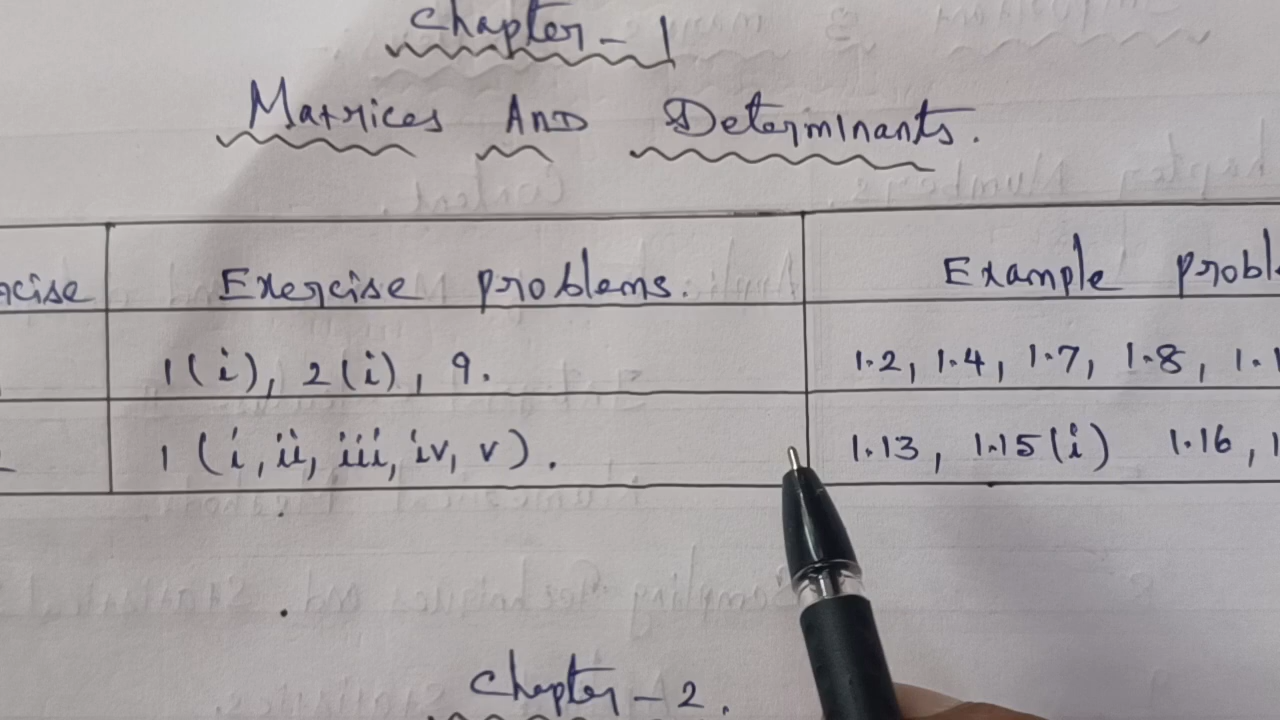 Chapter - 1
Matrices AND Determinants.
Exercise problems.
Example
1(i), 2(i), 9.
1.2, 1.4, 1.7, 1.8,
1 (i, ii, iii, iv, v).
1.13, 1.15(i) 1.16,
Chapter - 2.